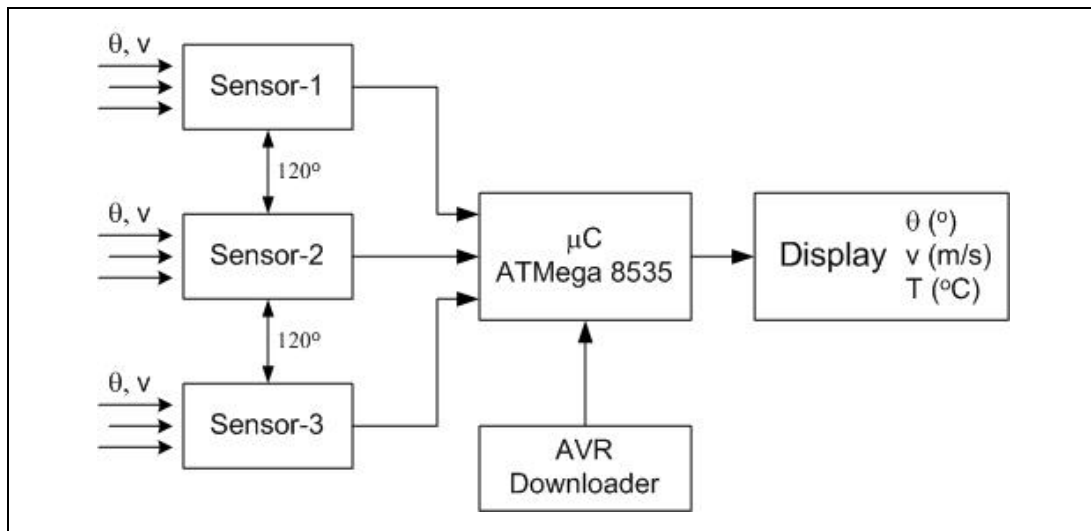 θ, v
Sensor-1
120°
θ, v
Sensor-2
120°
θ, v
Sensor-3
μC
ATMega 8535
AVR
Downloader
Display
θ (°)
v (m/s)
T (°C)